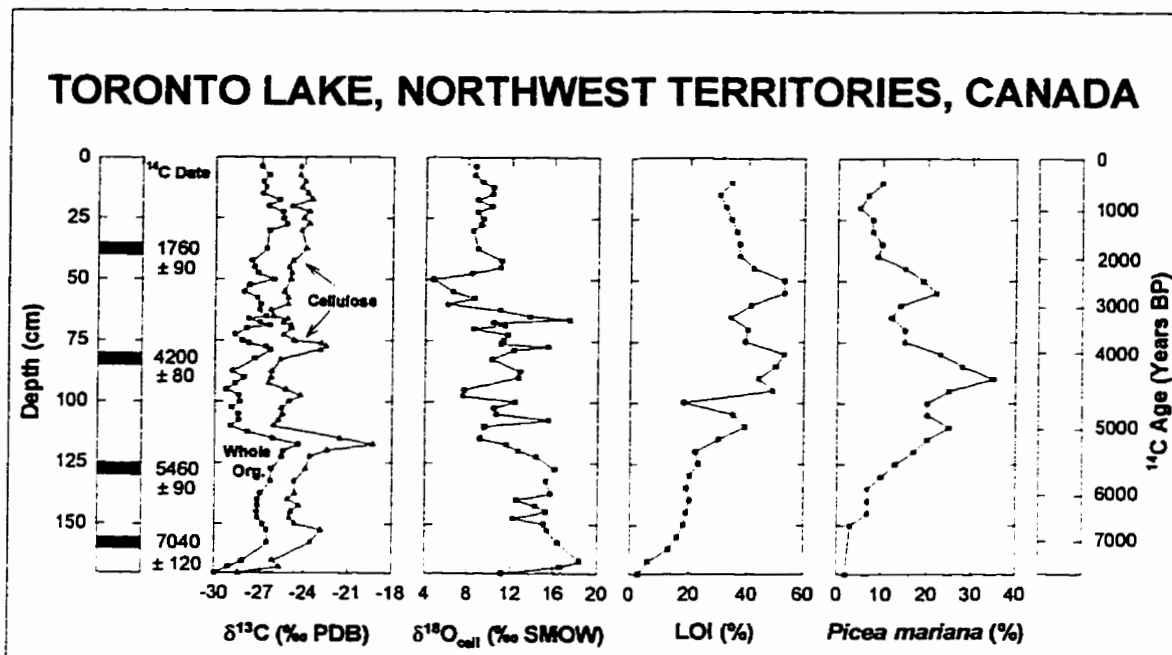 TORONTO LAKE, NORTHWEST TERRITORIES, CANADA
0
25
50
75
100
125
150
Depth (cm)
¹⁴C Date
1760
± 90
4200
± 80
5460
± 90
7040
± 120
Cellulose
Whole
Org.
-30 -27 -24 -21 -18
δ¹³C (‰ PDB)
4 8 12 16 20
δ¹⁸O_cell (‰ SMOW)
0 20 40 60
LOI (%)
0 10 20 30 40
Picea mariana (%)
0
1000
2000
3000
4000
5000
6000
7000
¹⁴C Age (Years BP)